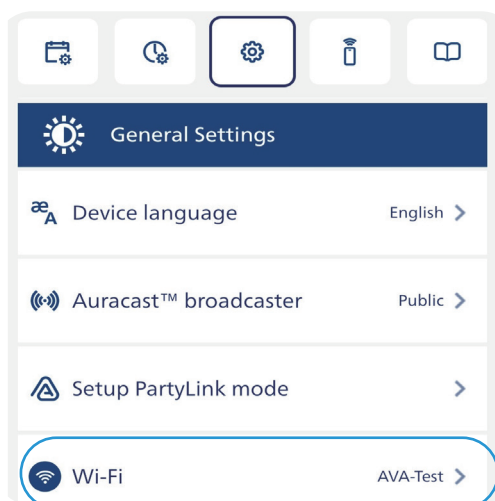 General Settings
Device language English
Auracast™ broadcaster Public
Setup PartyLink mode
Wi-Fi AVA-Test